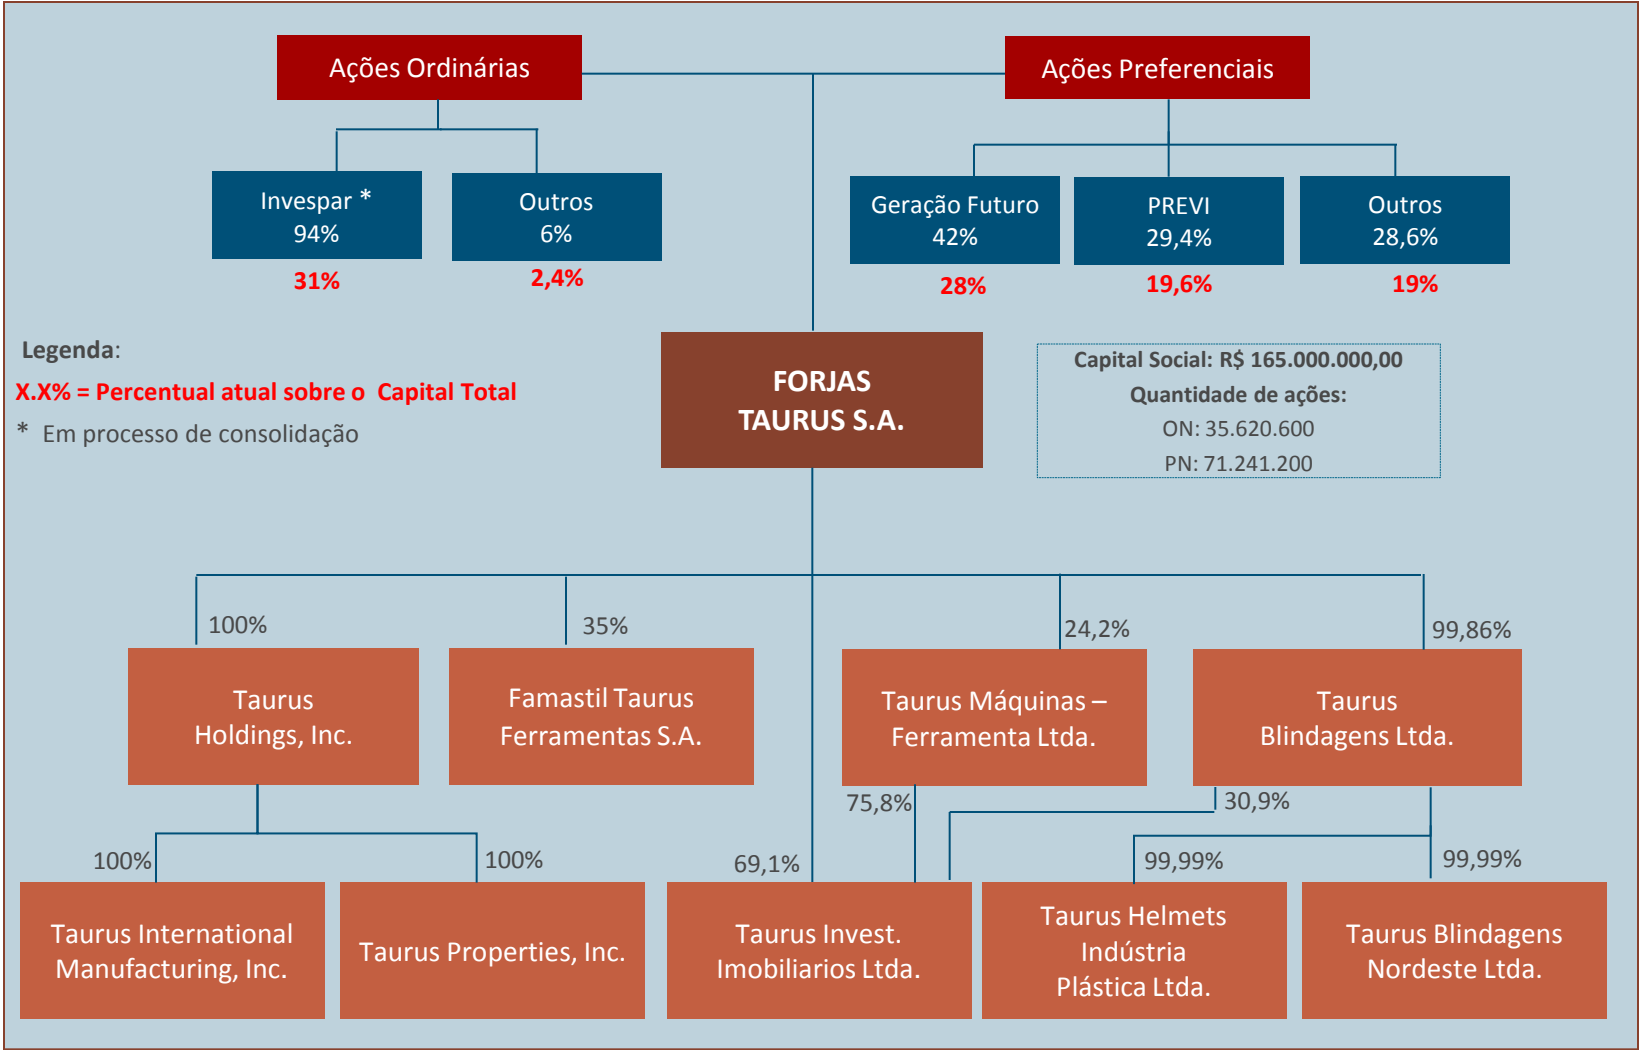 Ações Ordinárias
Ações Preferenciais
Invespar *
94%
Outros
6%
Geração Futuro
42%
PREVI
29,4%
Outros
28,6%
31%
2,4%
28%
19,6%
19%
Legenda:
X.X% = Percentual atual sobre o Capital Total
* Em processo de consolidação
FORJAS
TAURUS S.A.
Capital Social: R$ 165.000.000,00
Quantidade de ações:
ON: 35.620.600
PN: 71.241.200
100%
35%
24,2%
99,86%
Taurus
Holdings, Inc.
Famastil Taurus
Ferramentas S.A.
Taurus Máquinas –
Ferramenta Ltda.
Taurus
Blindagens Ltda.
75,8%
30,9%
100%
100%
69,1%
99,99%
99,99%
Taurus International
Manufacturing, Inc.
Taurus Properties, Inc.
Taurus Invest.
Imobiliarios Ltda.
Taurus Helmets
Indústria
Plástica Ltda.
Taurus Blindagens
Nordeste Ltda.